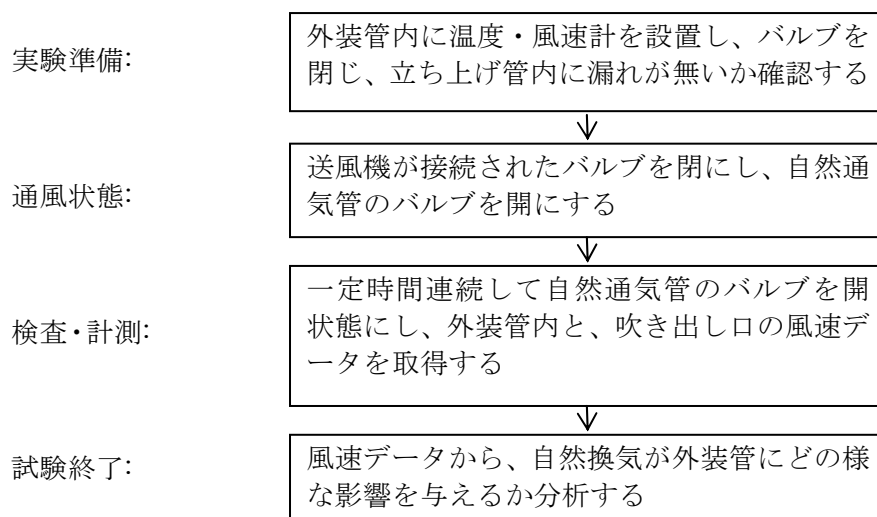 実験準備:
外装管内に温度・風速計を設置し、バルブを
閉じ、立ち上げ管内に漏れが無いか確認する
通風状態:
送風機が接続されたバルブを閉にし、自然通
気管のバルブを開にする
検査・計測:
一定時間連続して自然通気管のバルブを開
状態にし、外装管内と、吹き出し口の風速デ
ータを取得する
試験終了:
風速データから、自然換気が外装管にどの様
な影響を与えるか分析する